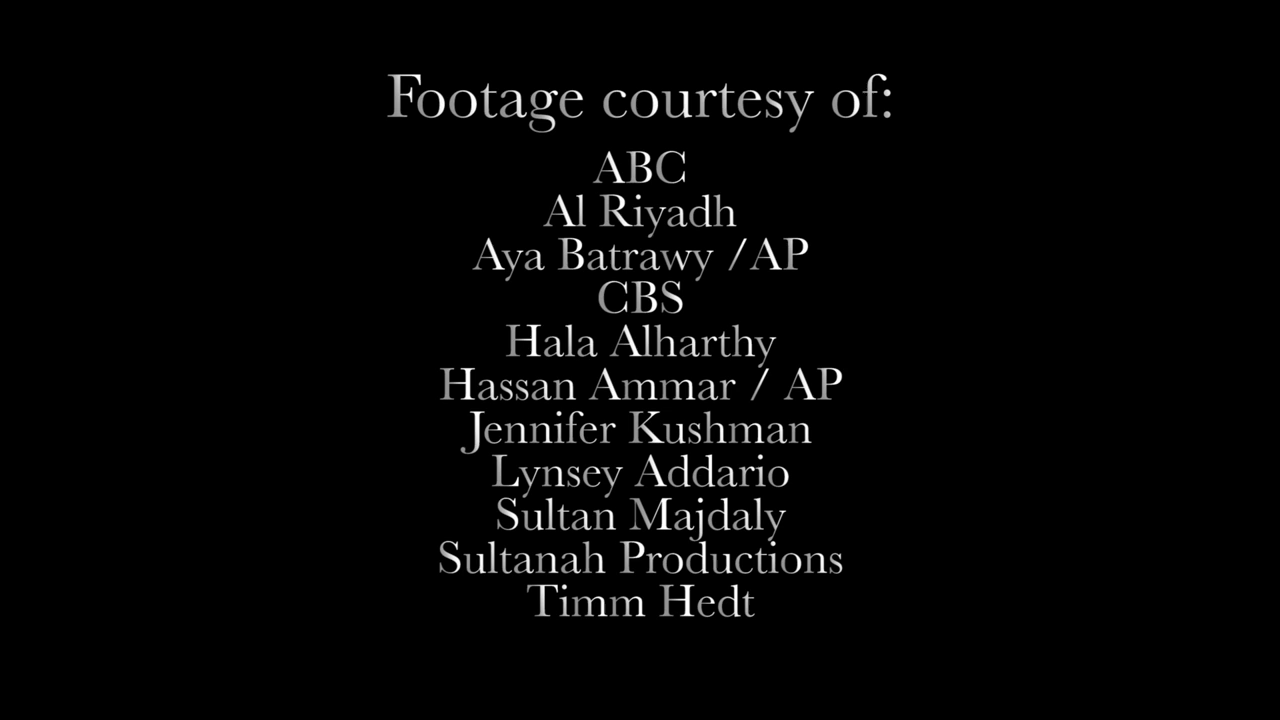 Footage courtesy of:
ABC
Al Riyadh
Aya Batrawy /AP
CBS
Hala Alharthy
Hassan Ammar / AP
Jennifer Kushman
Lynsey Addario
Sultan Majdaly
Sultanah Productions
Timm Hedt